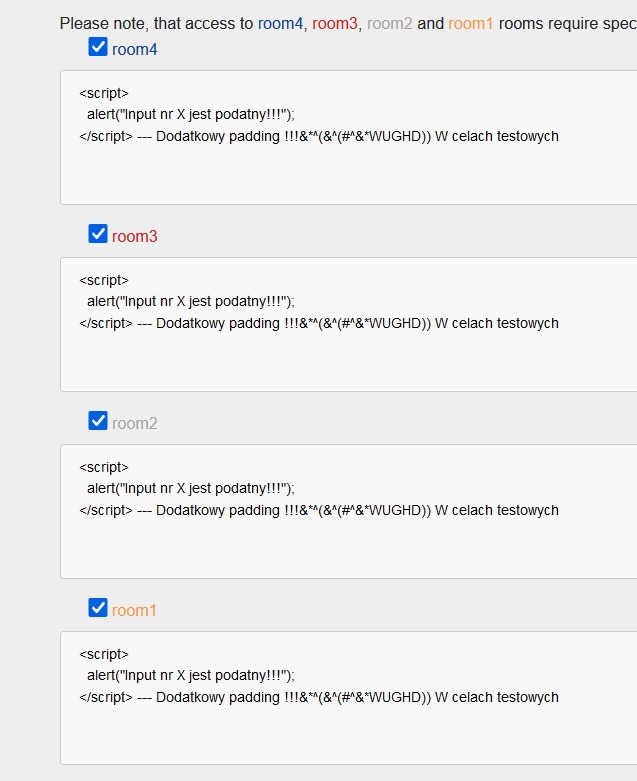 Please note, that access to room4, room3, room2 and room1 rooms require spec
room4
<script>
alert("Input nr X jest podatny!!!");
</script> --- Dodatkowy padding !!!&*^(&^(#^&*WUGHD)) W celach testowych
room3
<script>
alert("Input nr X jest podatny!!!");
</script> --- Dodatkowy padding !!!&*^(&^(#^&*WUGHD)) W celach testowych
room2
<script>
alert("Input nr X jest podatny!!!");
</script> --- Dodatkowy padding !!!&*^(&^(#^&*WUGHD)) W celach testowych
room1
<script>
alert("Input nr X jest podatny!!!");
</script> --- Dodatkowy padding !!!&*^(&^(#^&*WUGHD)) W celach testowych